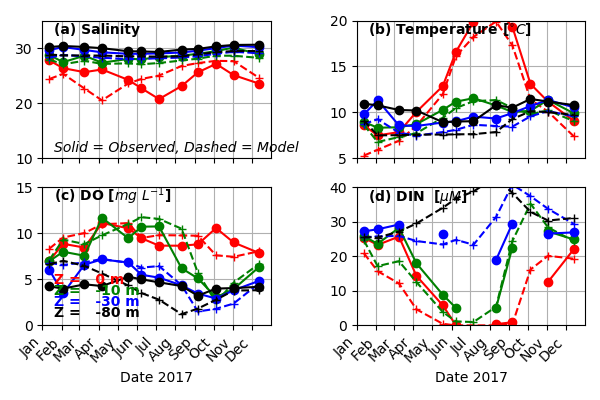 (a) Salinity
30
20
10
Solid = Observed, Dashed = Model
(b) Temperature [°C]
20
15
10
5
(c) DO [mg L⁻¹]
15
10
5
0
Z = 0 m
Z = -10 m
Z = -30 m
Z = -80 m
Jan Feb Mar Apr May Jun Jul Aug Sep Oct Nov Dec
Date 2017
(d) DIN [μM]
40
30
20
10
0
Jan Feb Mar Apr May Jun Jul Aug Sep Oct Nov Dec
Date 2017